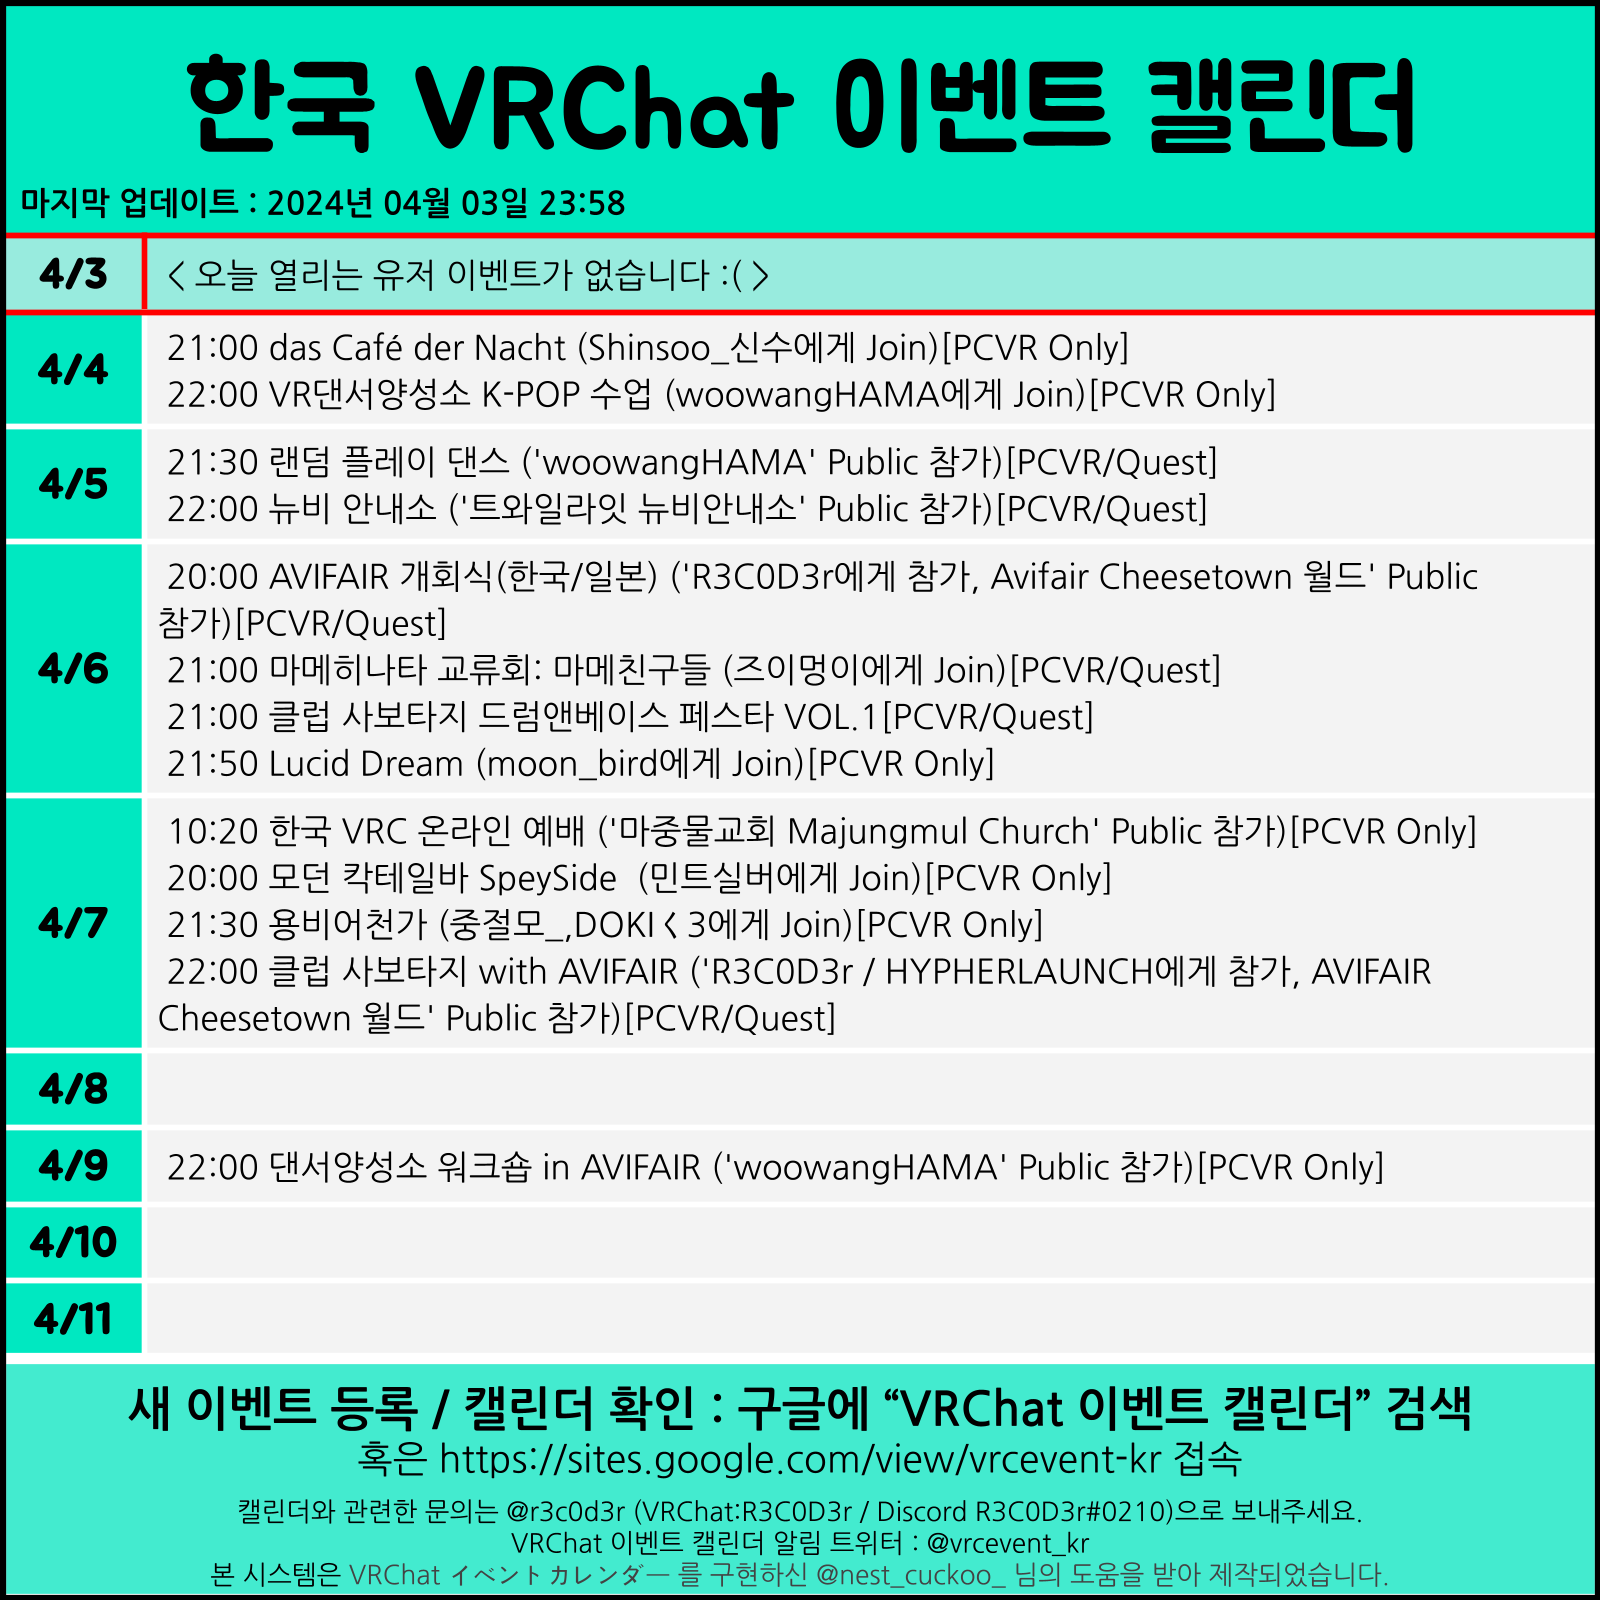 한국 VRChat 이벤트 캘린더
마지막 업데이트 : 2024년 04월 03일 23:58
4/3
< 오늘 열리는 유저 이벤트가 없습니다 :( >
4/4
21:00 das Café der Nacht (Shinsoo_신수에게 Join)[PCVR Only]
22:00 VR댄서양성소 K-POP 수업 (woowangHAMA에게 Join)[PCVR Only]
4/5
21:30 랜덤 플레이 댄스 ('woowangHAMA' Public 참가)[PCVR/Quest]
22:00 뉴비 안내소 ('트와일라잇 뉴비안내소' Public 참가)[PCVR/Quest]
4/6
20:00 AVIFAIR 개회식(한국/일본) ('R3C0D3r에게 참가, Avifair Cheesetown 월드' Public
참가)[PCVR/Quest]
21:00 마메히나타 교류회: 마메친구들 (즈이멍이에게 Join)[PCVR/Quest]
21:00 클럽 사보타지 드럼앤베이스 페스타 VOL.1[PCVR/Quest]
21:50 Lucid Dream (moon_bird에게 Join)[PCVR Only]
4/7
10:20 한국 VRC 온라인 예배 ('마중물교회 Majungmul Church' Public 참가)[PCVR Only]
20:00 모던 칵테일바 SpeySide  (민트실버에게 Join)[PCVR Only]
21:30 용비어천가 (중절모_,DOKI く 3에게 Join)[PCVR Only]
22:00 클럽 사보타지 with AVIFAIR ('R3C0D3r / HYPHERLAUNCH에게 참가, AVIFAIR
Cheesetown 월드' Public 참가)[PCVR/Quest]
4/8
4/9
22:00 댄서양성소 워크숍 in AVIFAIR ('woowangHAMA' Public 참가)[PCVR Only]
4/10
4/11
새 이벤트 등록 / 캘린더 확인 : 구글에 “VRChat 이벤트 캘린더” 검색
혹은 https://sites.google.com/view/vrcevent-kr 접속
캘린더와 관련한 문의는 @r3c0d3r (VRChat:R3C0D3r / Discord R3C0D3r#0210)으로 보내주세요.
VRChat 이벤트 캘린더 알림 트위터 : @vrcevent_kr
본 시스템은 VRChat イベントカレンダー 를 구현하신 @nest_cuckoo_ 님의 도움을 받아 제작되었습니다.